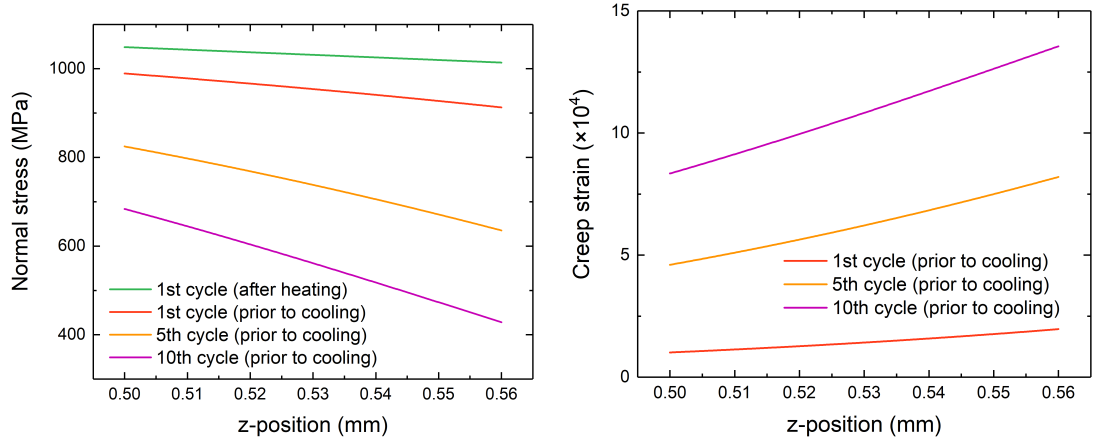 Normal stress (MPa)
1000
800
600
400
1st cycle (after heating)
1st cycle (prior to cooling)
5th cycle (prior to cooling)
10th cycle (prior to cooling)
0.50 0.51 0.52 0.53 0.54 0.55 0.56
z-position (mm)
Creep strain (×10⁴)
15
10
5
0
1st cycle (prior to cooling)
5th cycle (prior to cooling)
10th cycle (prior to cooling)
0.50 0.51 0.52 0.53 0.54 0.55 0.56
z-position (mm)